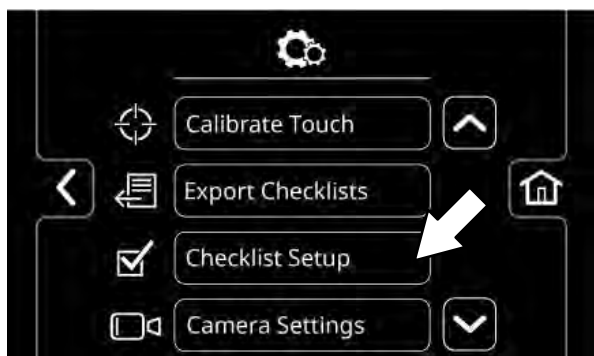 Calibrate Touch
Export Checklists
Checklist Setup
Camera Settings